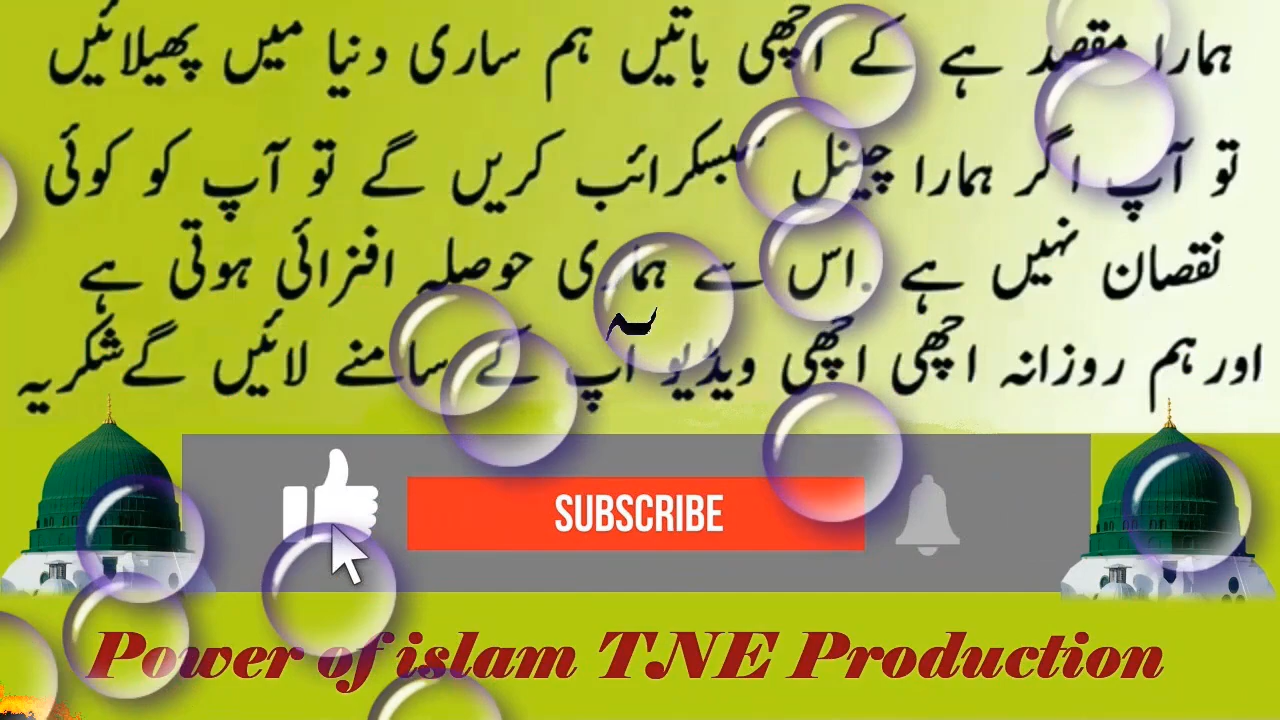 ہمارا مقصد ہے کے اچھی باتیں ہم ساری دنیا میں پھیلائیں
تو آپ اگر ہمارا چینل سبسکرائب کریں گے تو آپ کو کوئی
نقصان نہیں ہے .اس سے ہماری حوصلہ افزائی ہوتی ہے
اور ہم روزانہ اچھی اچھی ویڈیو آپ کے سامنے لائیں گے شکریہ
SUBSCRIBE
Power of islam TNE Production